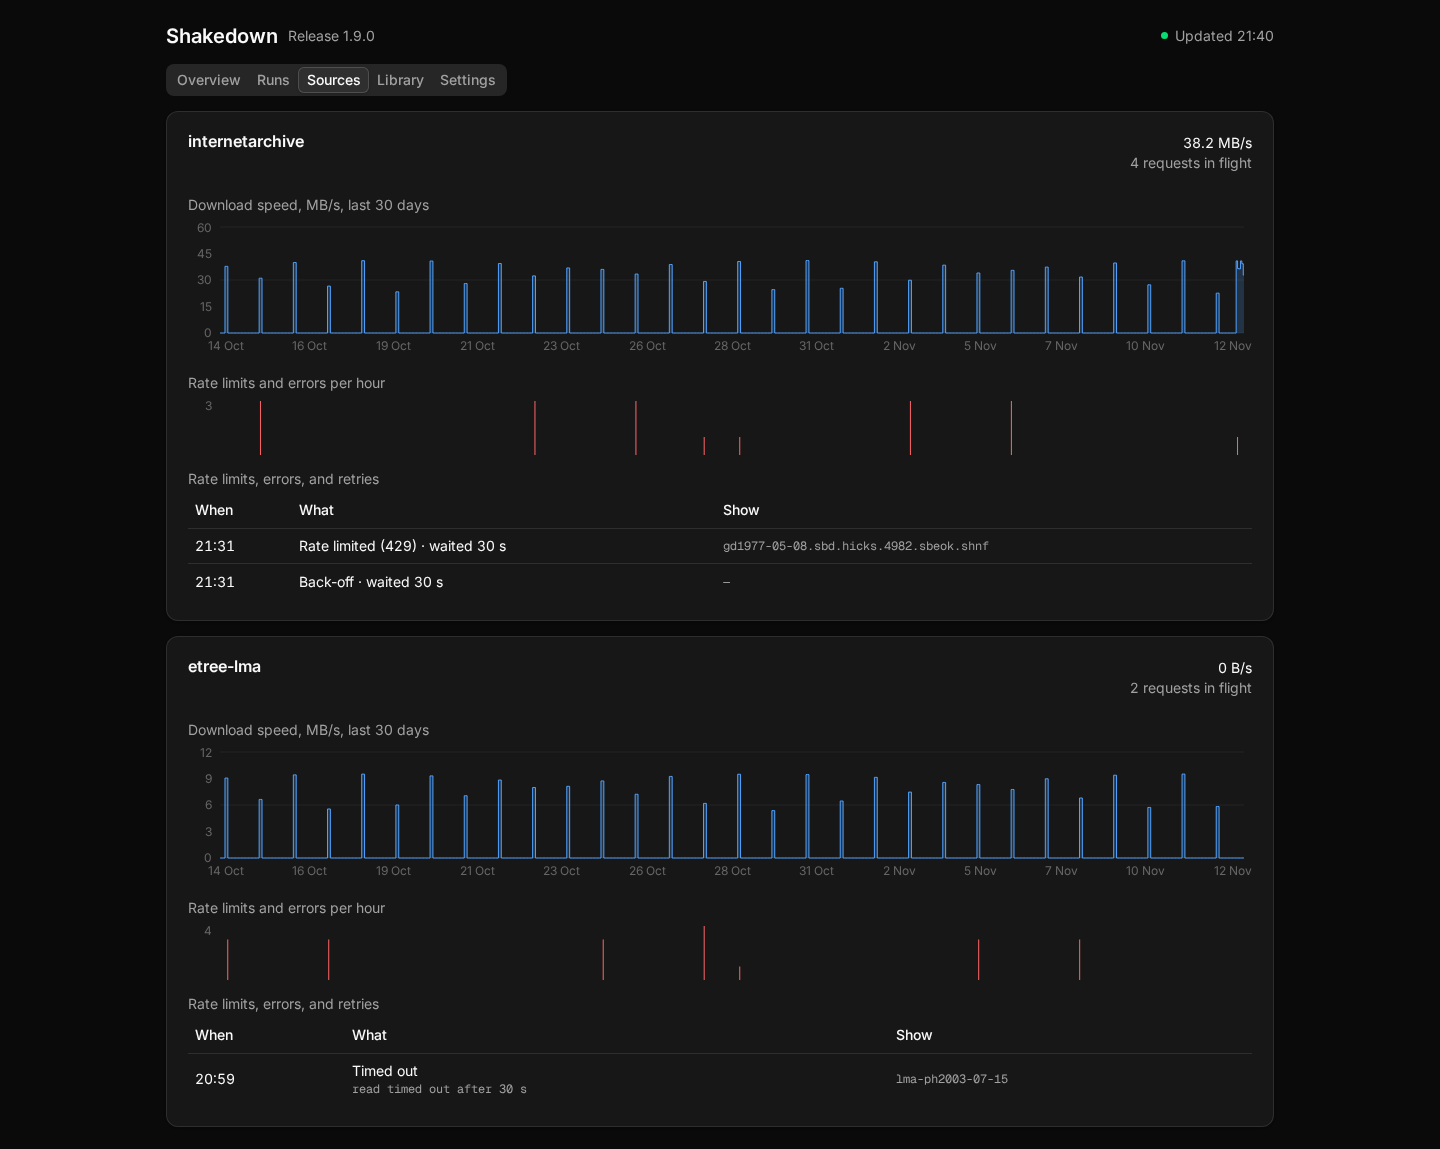 Shakedown Release 1.9.0
Updated 21:40
Overview Runs Sources Library Settings
internetarchive
38.2 MB/s
4 requests in flight
Download speed, MB/s, last 30 days
60
45
30
15
0
14 Oct 16 Oct 19 Oct 21 Oct 23 Oct 26 Oct 28 Oct 31 Oct 2 Nov 5 Nov 7 Nov 10 Nov 12 Nov
Rate limits and errors per hour
3
Rate limits, errors, and retries
When What Show
21:31 Rate limited (429) · waited 30 s gd1977-05-08.sbd.hicks.4982.sbeok.shnf
21:31 Back-off · waited 30 s –
etree-lma
0 B/s
2 requests in flight
Download speed, MB/s, last 30 days
12
9
6
3
0
14 Oct 16 Oct 19 Oct 21 Oct 23 Oct 26 Oct 28 Oct 31 Oct 2 Nov 5 Nov 7 Nov 10 Nov 12 Nov
Rate limits and errors per hour
4
Rate limits, errors, and retries
When What Show
20:59 Timed out lma-ph2003-07-15
read timed out after 30 s